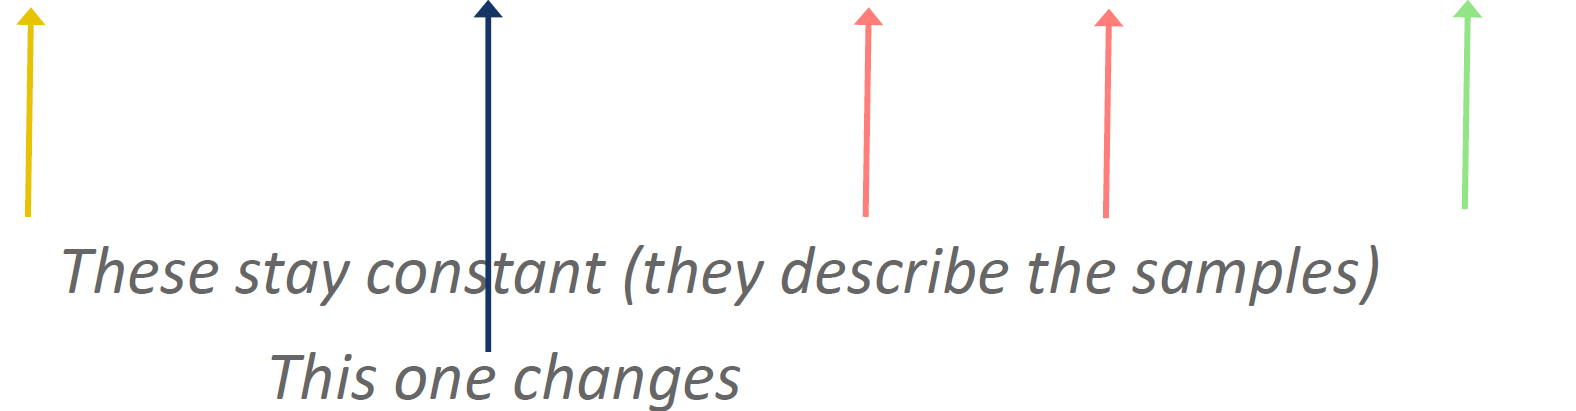 These stay constant (they describe the samples)
This one changes